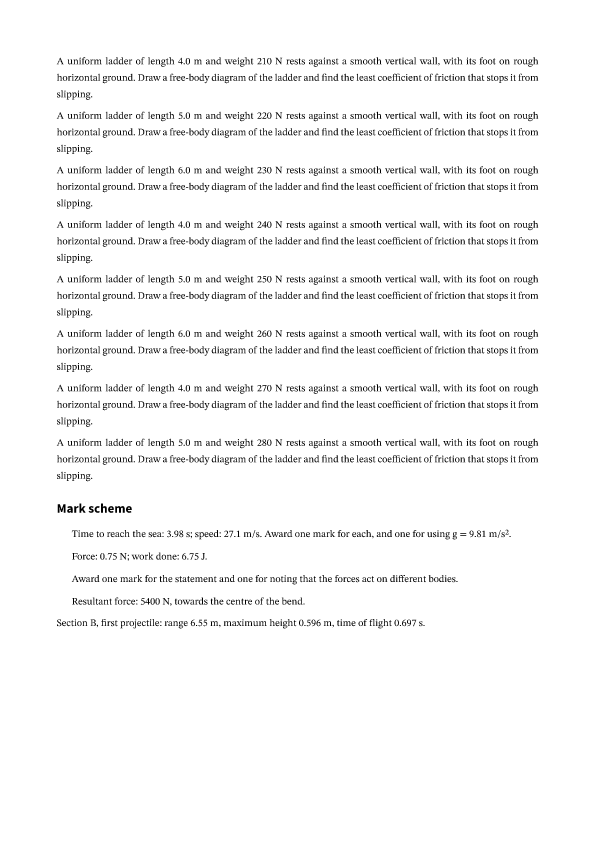 A uniform ladder of length 4.0 m and weight 210 N rests against a smooth vertical wall, with its foot on rough
horizontal ground. Draw a free-body diagram of the ladder and find the least coefficient of friction that stops it from
slipping.
A uniform ladder of length 5.0 m and weight 220 N rests against a smooth vertical wall, with its foot on rough
horizontal ground. Draw a free-body diagram of the ladder and find the least coefficient of friction that stops it from
slipping.
A uniform ladder of length 6.0 m and weight 230 N rests against a smooth vertical wall, with its foot on rough
horizontal ground. Draw a free-body diagram of the ladder and find the least coefficient of friction that stops it from
slipping.
A uniform ladder of length 4.0 m and weight 240 N rests against a smooth vertical wall, with its foot on rough
horizontal ground. Draw a free-body diagram of the ladder and find the least coefficient of friction that stops it from
slipping.
A uniform ladder of length 5.0 m and weight 250 N rests against a smooth vertical wall, with its foot on rough
horizontal ground. Draw a free-body diagram of the ladder and find the least coefficient of friction that stops it from
slipping.
A uniform ladder of length 6.0 m and weight 260 N rests against a smooth vertical wall, with its foot on rough
horizontal ground. Draw a free-body diagram of the ladder and find the least coefficient of friction that stops it from
slipping.
A uniform ladder of length 4.0 m and weight 270 N rests against a smooth vertical wall, with its foot on rough
horizontal ground. Draw a free-body diagram of the ladder and find the least coefficient of friction that stops it from
slipping.
A uniform ladder of length 5.0 m and weight 280 N rests against a smooth vertical wall, with its foot on rough
horizontal ground. Draw a free-body diagram of the ladder and find the least coefficient of friction that stops it from
slipping.
Mark scheme
Time to reach the sea: 3.98 s; speed: 27.1 m/s. Award one mark for each, and one for using g = 9.81 m/s².
Force: 0.75 N; work done: 6.75 J.
Award one mark for the statement and one for noting that the forces act on different bodies.
Resultant force: 5400 N, towards the centre of the bend.
Section B, first projectile: range 6.55 m, maximum height 0.596 m, time of flight 0.697 s.